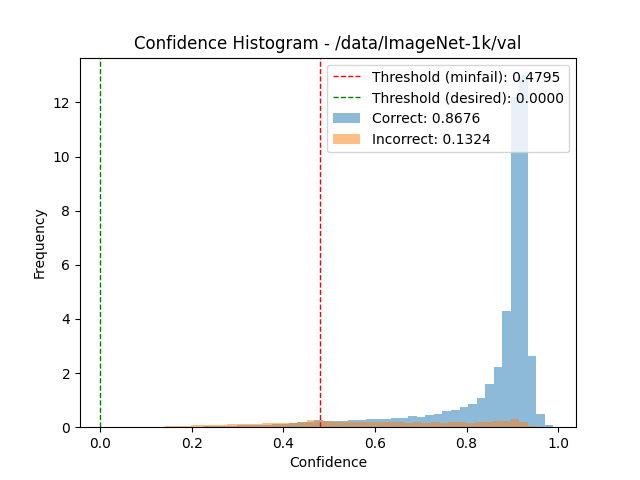 Confidence Histogram - /data/ImageNet-1k/val
Threshold (minfail): 0.4795
Threshold (desired): 0.0000
Correct: 0.8676
Incorrect: 0.1324
Frequency
12
10
8
6
4
2
0
0.0 0.2 0.4 0.6 0.8 1.0
Confidence